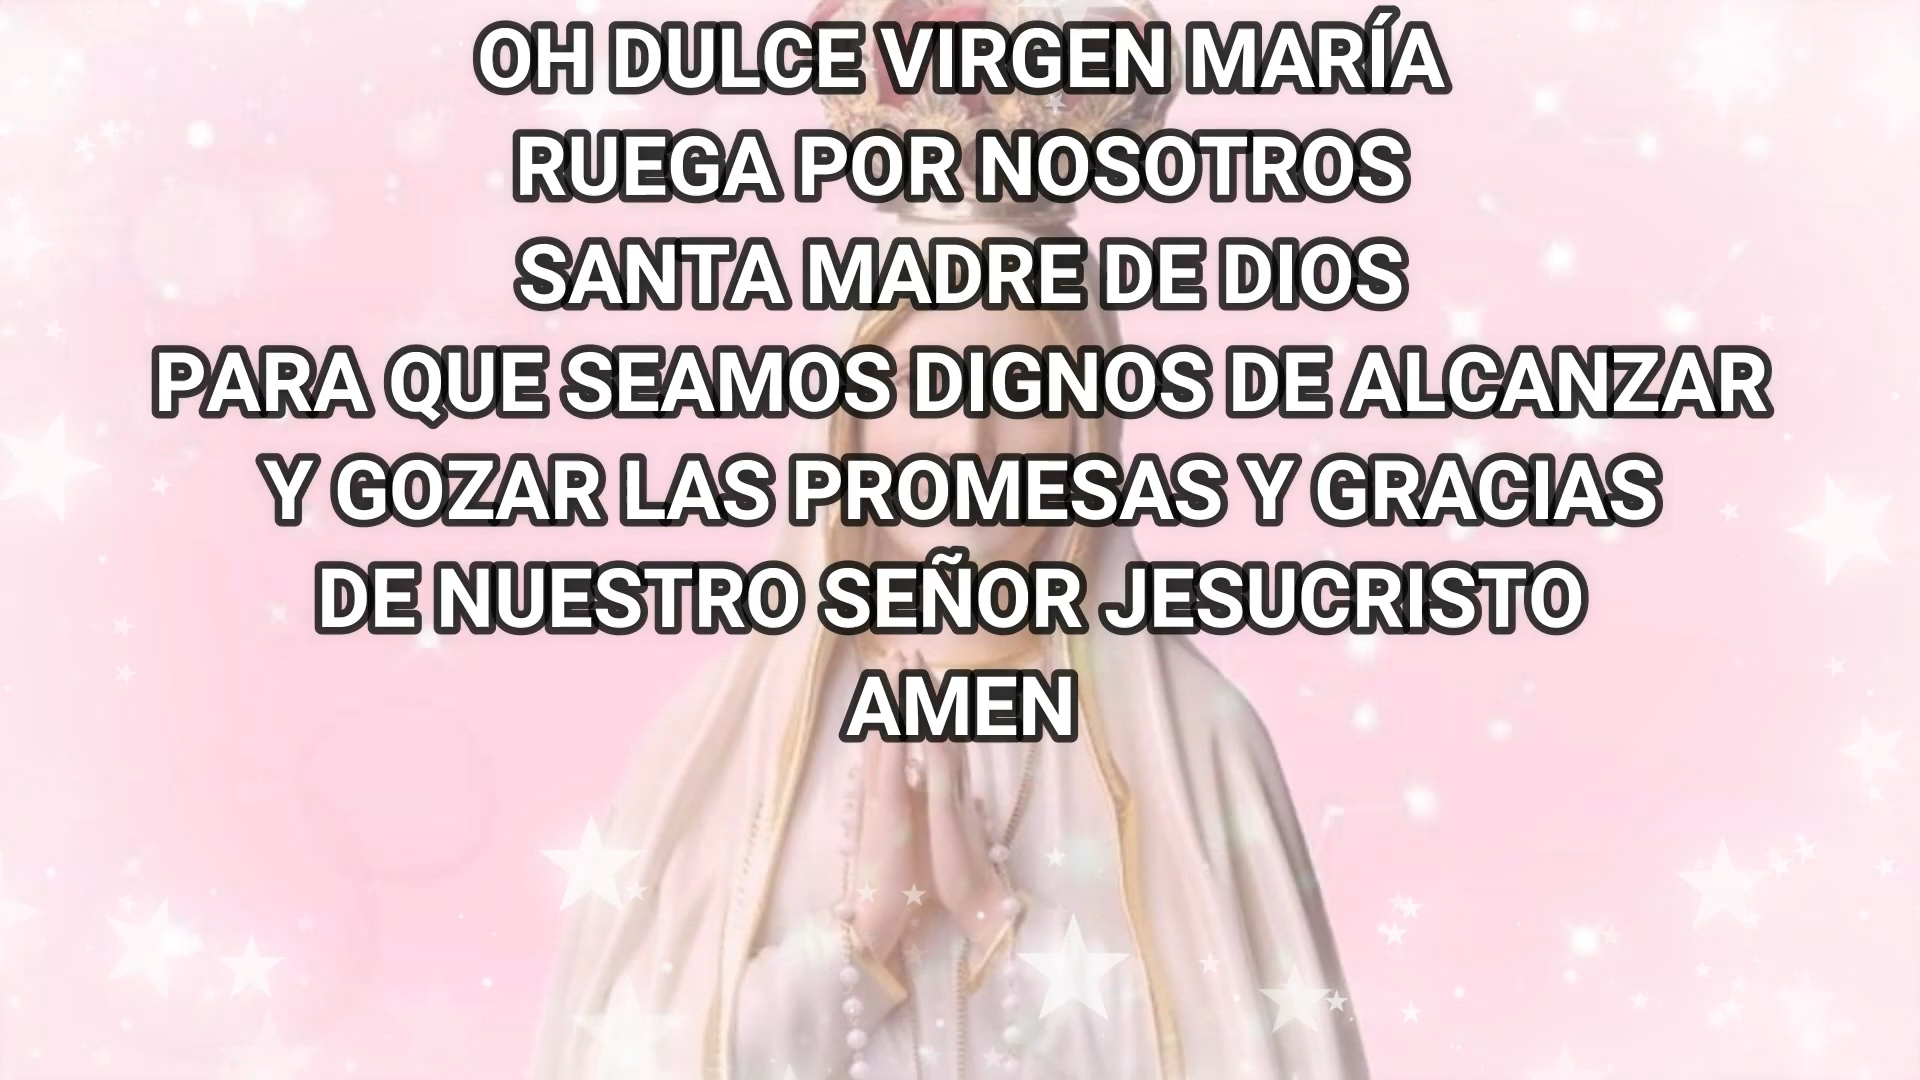 OH DULCE VIRGEN MARÍA
RUEGA POR NOSOTROS
SANTA MADRE DE DIOS
PARA QUE SEAMOS DIGNOS DE ALCANZAR
Y GOZAR LAS PROMESAS Y GRACIAS
DE NUESTRO SEÑOR JESUCRISTO
AMEN